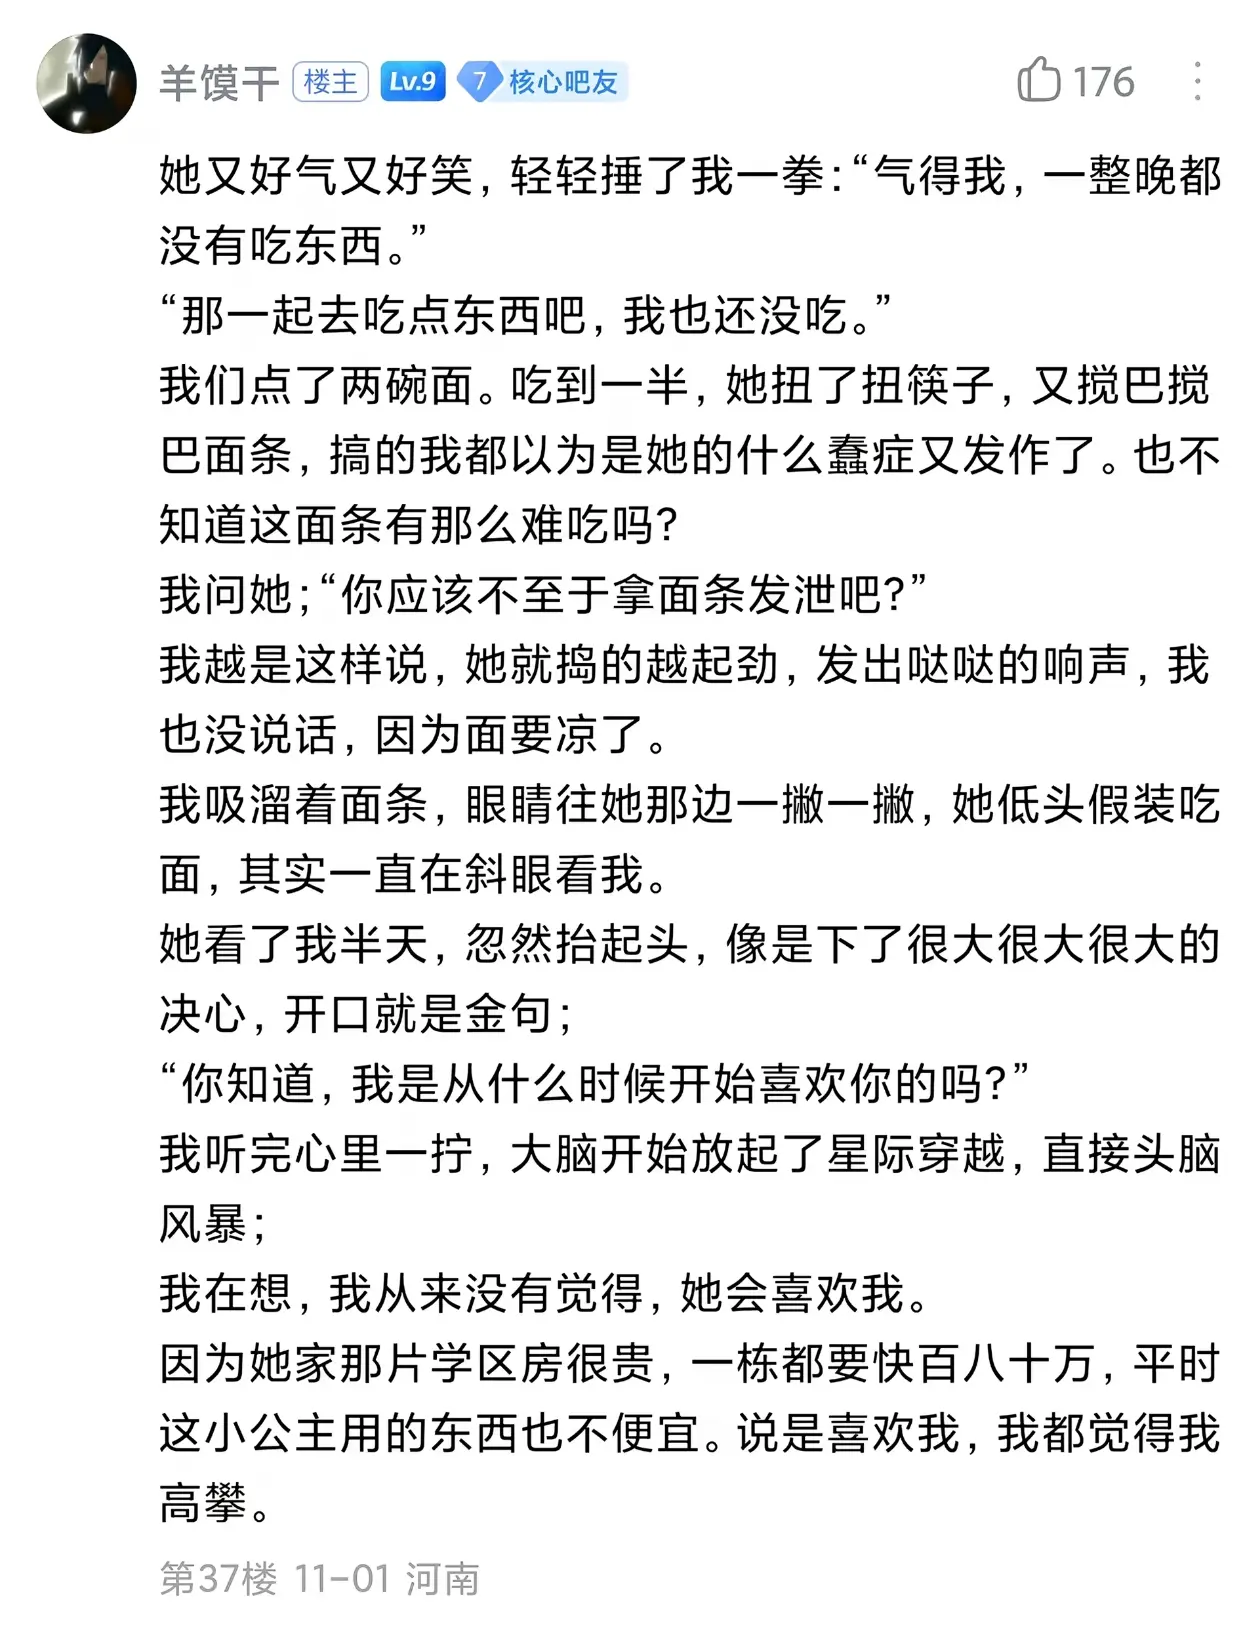 羊馍干 楼主 Lv.9 7 核心吧友 176
她又好气又好笑，轻轻捶了我一拳：“气得我，一整晚都
没有吃东西。”
“那一起去吃点东西吧，我也还没吃。”
我们点了两碗面。吃到一半，她扭了扭筷子，又搅巴搅
巴面条，搞的我都以为是她的什么蠢症又发作了。也不
知道这面条有那么难吃吗？
我问她；“你应该不至于拿面条发泄吧？”
我越是这样说，她就捣的越起劲，发出哒哒的响声，我
也没说话，因为面要凉了。
我吸溜着面条，眼睛往她那边一撇一撇，她低头假装吃
面，其实一直在斜眼看我。
她看了我半天，忽然抬起头，像是下了很大很大很大的
决心，开口就是金句；
“你知道，我是从什么时候开始喜欢你的吗？”
我听完心里一拧，大脑开始放起了星际穿越，直接头脑
风暴；
我在想，我从来没有觉得，她会喜欢我。
因为她家那片学区房很贵，一栋都要快百八十万，平时
这小公主用的东西也不便宜。说是喜欢我，我都觉得我
高攀。
第37楼 11-01 河南